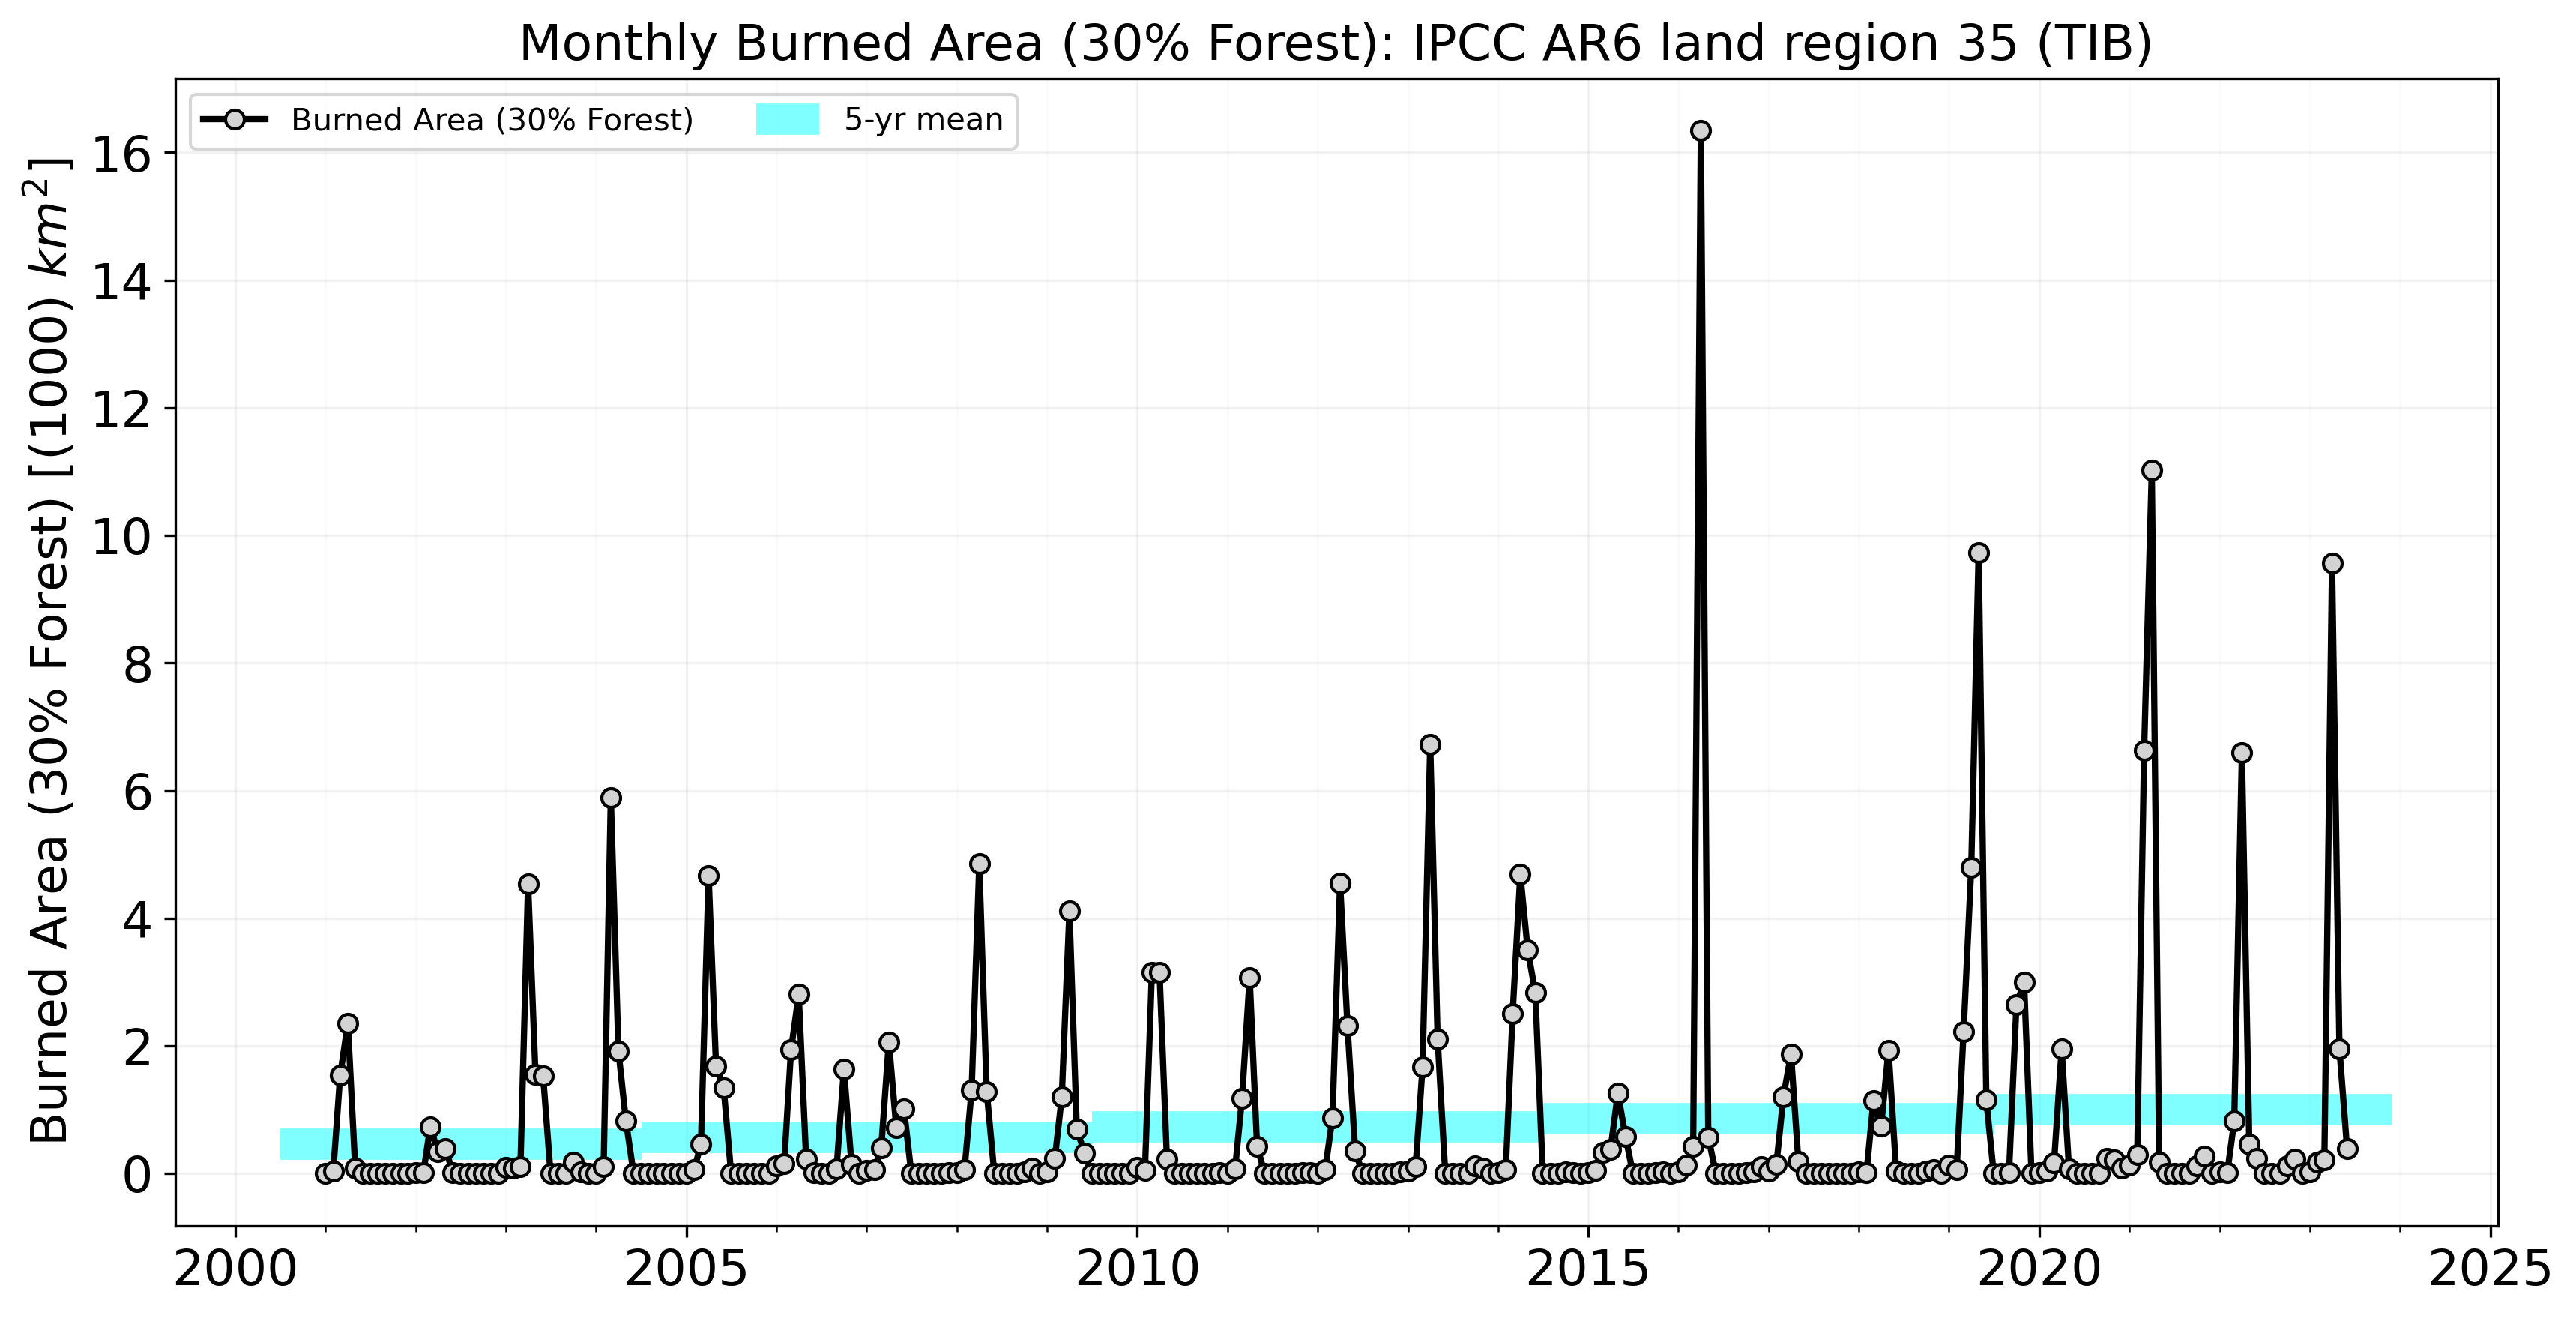 Monthly Burned Area (30% Forest): IPCC AR6 land region 35 (TIB)
Burned Area (30% Forest)
5-yr mean
Burned Area (30% Forest) [(1000) km²]
16
14
12
10
8
6
4
2
0
2000 2005 2010 2015 2020 2025